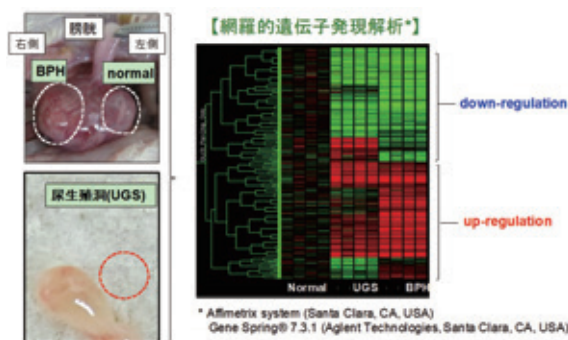 膀胱
右側
左側
BPH
normal
尿生殖洞(UGS)
【網羅的遺伝子発現解析*】
down-regulation
up-regulation
Normal
UGS
BPH
* Affimetrix system (Santa Clara, CA, USA)
Gene Spring® 7.3.1 (Aglent Technologies, Santa Clara, CA, USA)